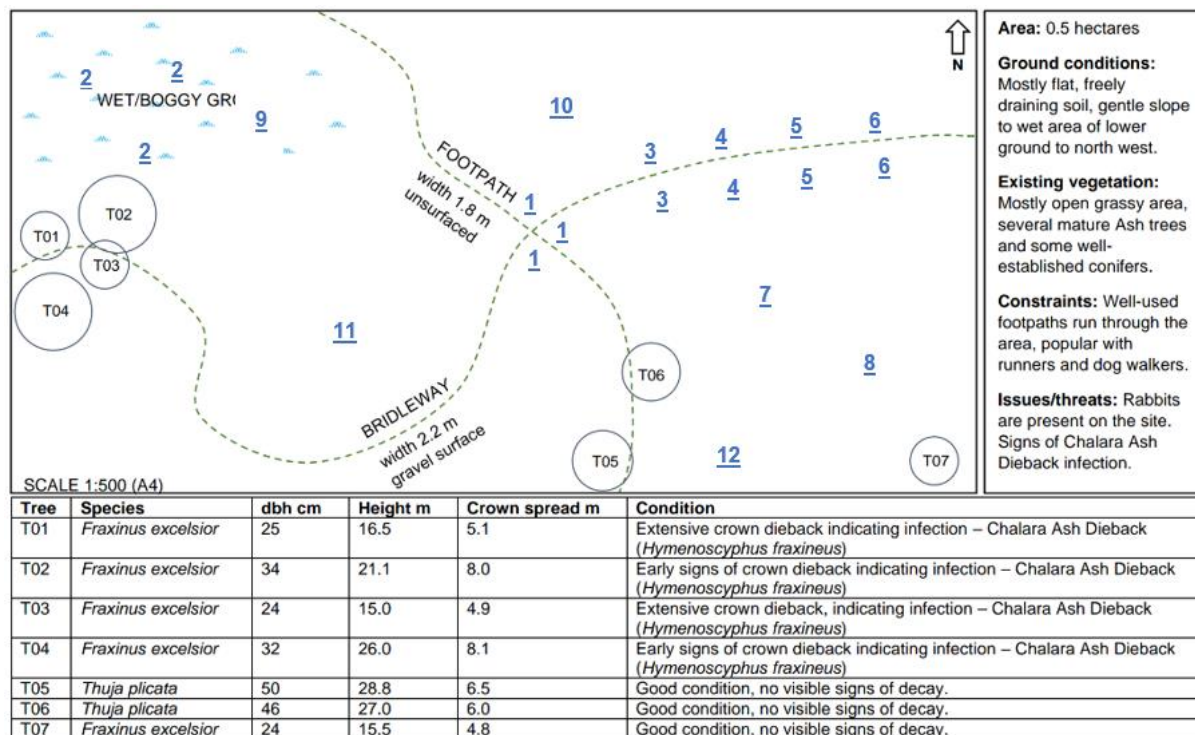 N
2
2
WET/BOGGY GRO
9
2
10
FOOTPATH
width 1.8 m
unsurfaced
3
4
5
6
3
4
5
6
1
1
1
T02
T01
T03
T04
11
7
8
T06
BRIDLEWAY
width 2.2 m
gravel surface
T05
12
T07
SCALE 1:500 (A4)
Area: 0.5 hectares
Ground conditions:
Mostly flat, freely
draining soil, gentle slope
to wet area of lower
ground to north west.
Existing vegetation:
Mostly open grassy area,
several mature Ash trees
and some well-
established conifers.
Constraints: Well-used
footpaths run through the
area, popular with
runners and dog walkers.
Issues/threats: Rabbits
are present on the site.
Signs of Chalara Ash
Dieback infection.
Tree Species dbh cm Height m Crown spread m Condition
T01 Fraxinus excelsior 25 16.5 5.1 Extensive crown dieback indicating infection – Chalara Ash Dieback
(Hymenoscyphus fraxineus)
T02 Fraxinus excelsior 34 21.1 8.0 Early signs of crown dieback indicating infection – Chalara Ash Dieback
(Hymenoscyphus fraxineus)
T03 Fraxinus excelsior 24 15.0 4.9 Extensive crown dieback, indicating infection – Chalara Ash Dieback
(Hymenoscyphus fraxineus)
T04 Fraxinus excelsior 32 26.0 8.1 Early signs of crown dieback indicating infection – Chalara Ash Dieback
(Hymenoscyphus fraxineus)
T05 Thuja plicata 50 28.8 6.5 Good condition, no visible signs of decay.
T06 Thuja plicata 46 27.0 6.0 Good condition, no visible signs of decay.
T07 Fraxinus excelsior 24 15.5 4.8 Good condition, no visible signs of decay.